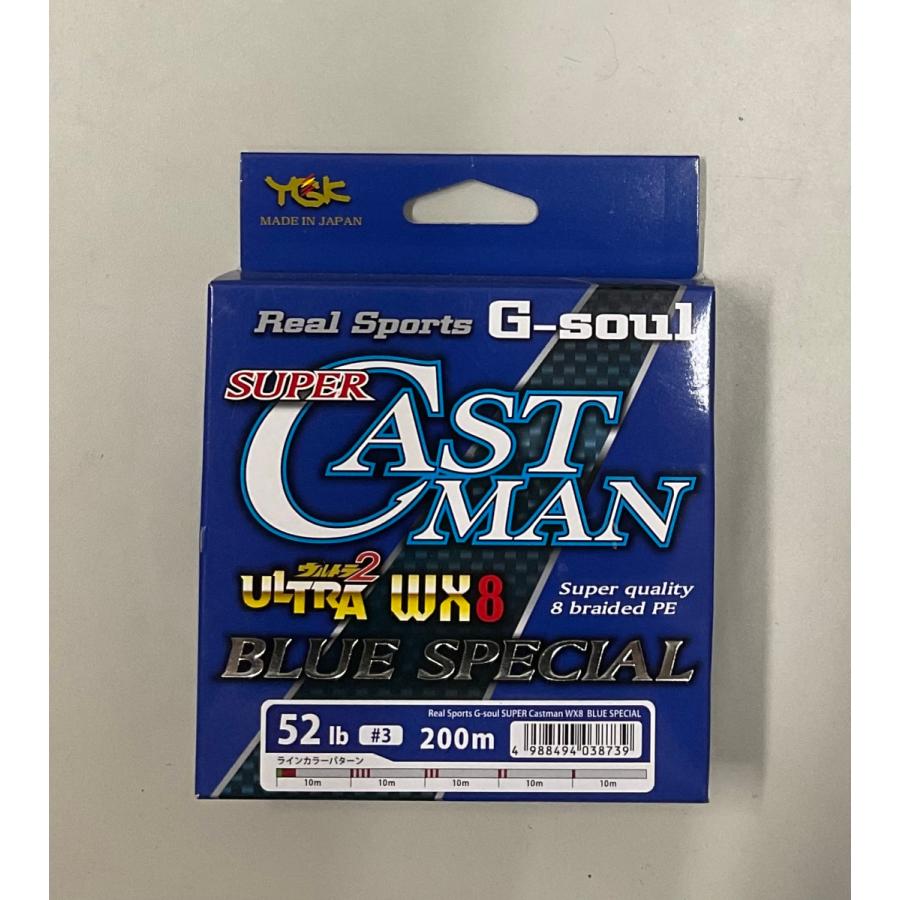 YGK
MADE IN JAPAN
Real Sports G-soul
SUPER
CAST
MAN
ウルトラ2
ULTRA WX8
Super quality
8 braided PE
BLUE SPECIAL
Real Sports G-soul SUPER Castman WX8 BLUE SPECIAL
52 lb #3 200m
4 988494 038739
ラインカラーパターン
10m 10m 10m 10m 10m